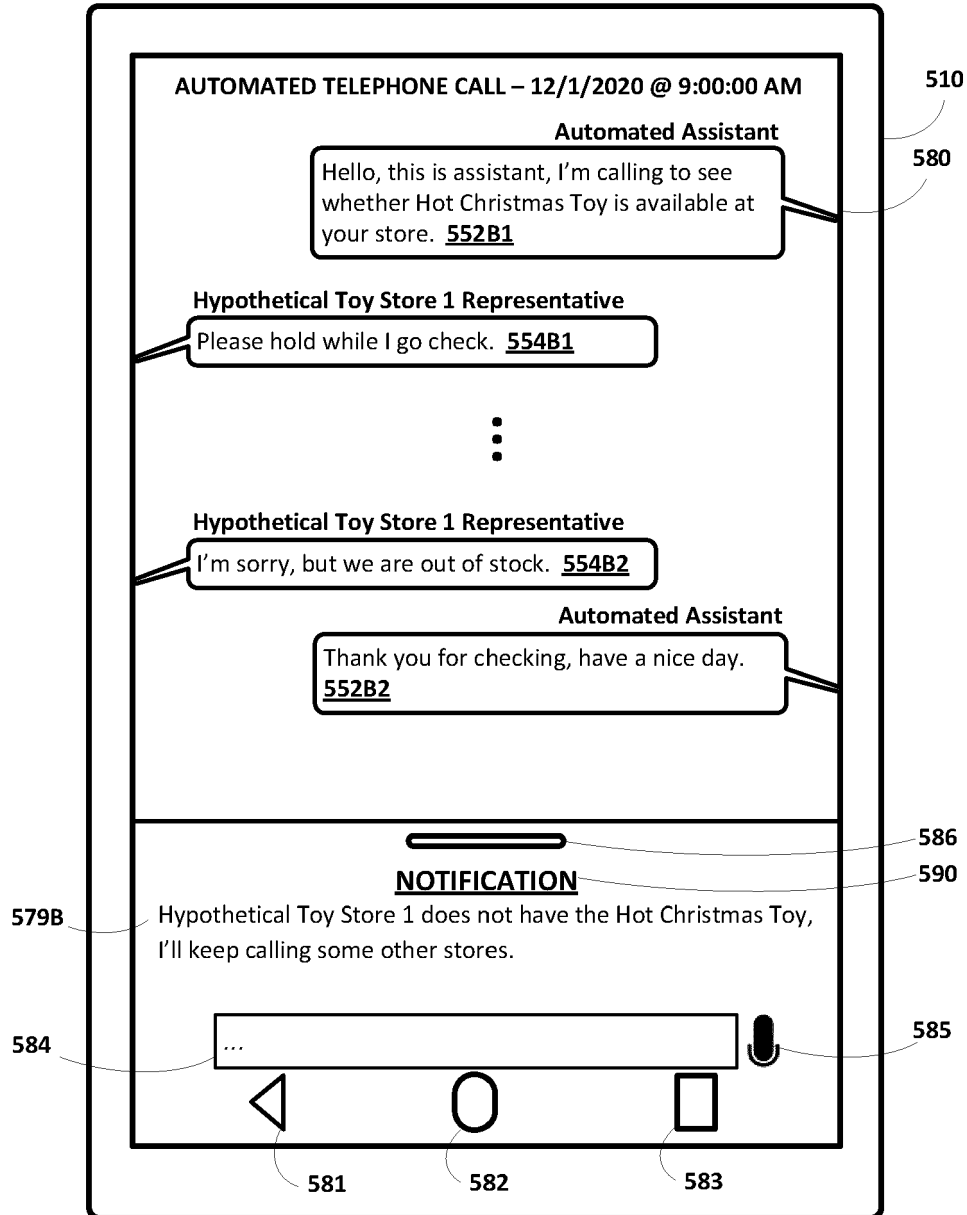 AUTOMATED TELEPHONE CALL – 12/1/2020 @ 9:00:00 AM
510
Automated Assistant
580
Hello, this is assistant, I'm calling to see
whether Hot Christmas Toy is available at
your store. 552B1
Hypothetical Toy Store 1 Representative
Please hold while I go check. 554B1
Hypothetical Toy Store 1 Representative
I'm sorry, but we are out of stock. 554B2
Automated Assistant
Thank you for checking, have a nice day.
552B2
586
NOTIFICATION
590
579B
Hypothetical Toy Store 1 does not have the Hot Christmas Toy,
I'll keep calling some other stores.
584
...
585
581
582
583